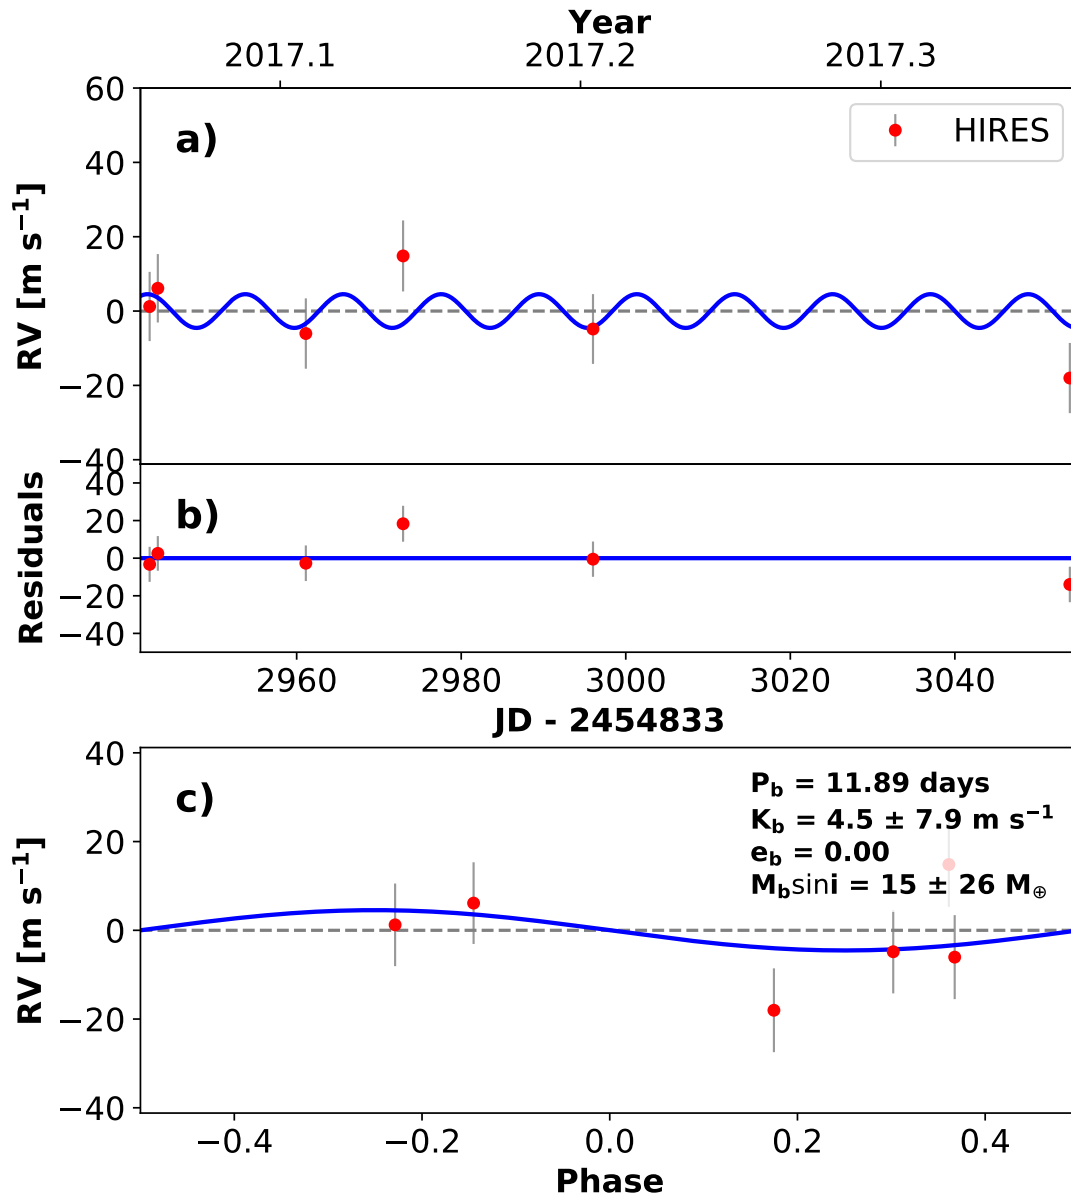 Year
2017.1 2017.2 2017.3
60
a)
HIRES
40
20
0
−20
−40
RV [m s⁻¹]
40
b)
20
0
−20
−40
Residuals
2960 2980 3000 3020 3040
JD - 2454833
40
c)
P_b = 11.89 days
K_b = 4.5 ± 7.9 m s⁻¹
e_b = 0.00
M_b sin i = 15 ± 26 M_⊕
20
0
−20
−40
RV [m s⁻¹]
−0.4 −0.2 0.0 0.2 0.4
Phase